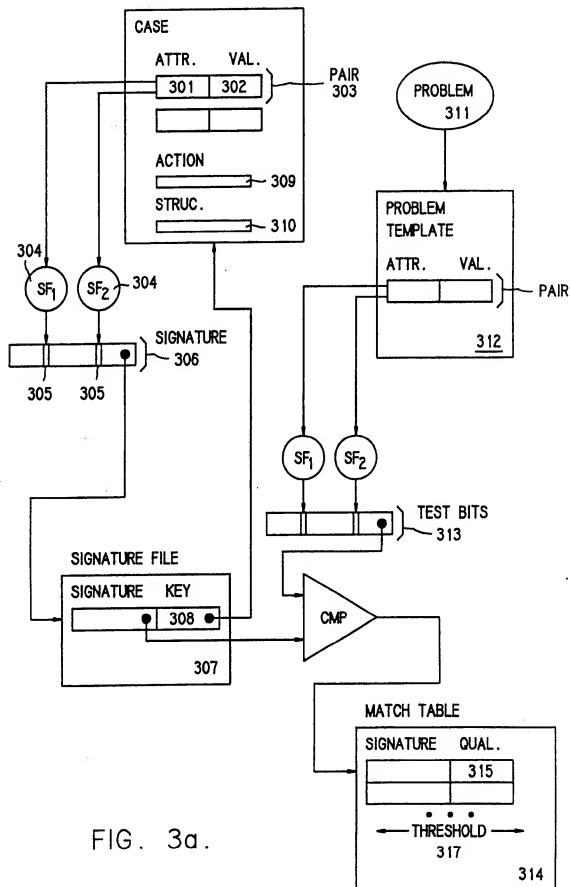 CASE
ATTR. VAL.
301 302
PAIR
303
ACTION
309
STRUC.
310
304
SF1
304
SF2
SIGNATURE
306
305
305
PROBLEM
311
PROBLEM
TEMPLATE
ATTR. VAL.
PAIR
312
SF1
SF2
TEST BITS
313
SIGNATURE FILE
SIGNATURE KEY
308
307
CMP
MATCH TABLE
SIGNATURE QUAL.
315
THRESHOLD
317
314
FIG. 3a.